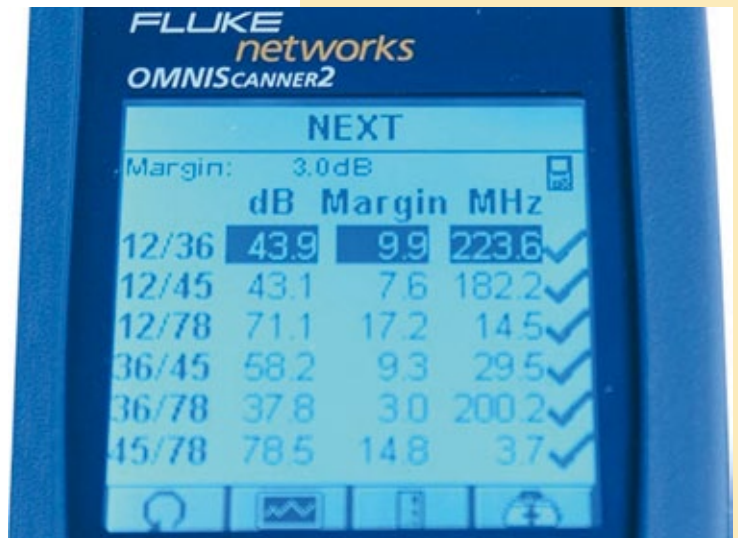 FLUKE
networks
OMNISCANNER2
NEXT
Margin: 3.0dB
dB Margin MHz
12/36 43.9 9.9 223.6
12/45 43.1 7.6 182.2
12/78 71.1 17.2 14.5
36/45 58.2 9.3 29.5
36/78 37.8 3.0 200.2
45/78 78.5 14.8 3.7